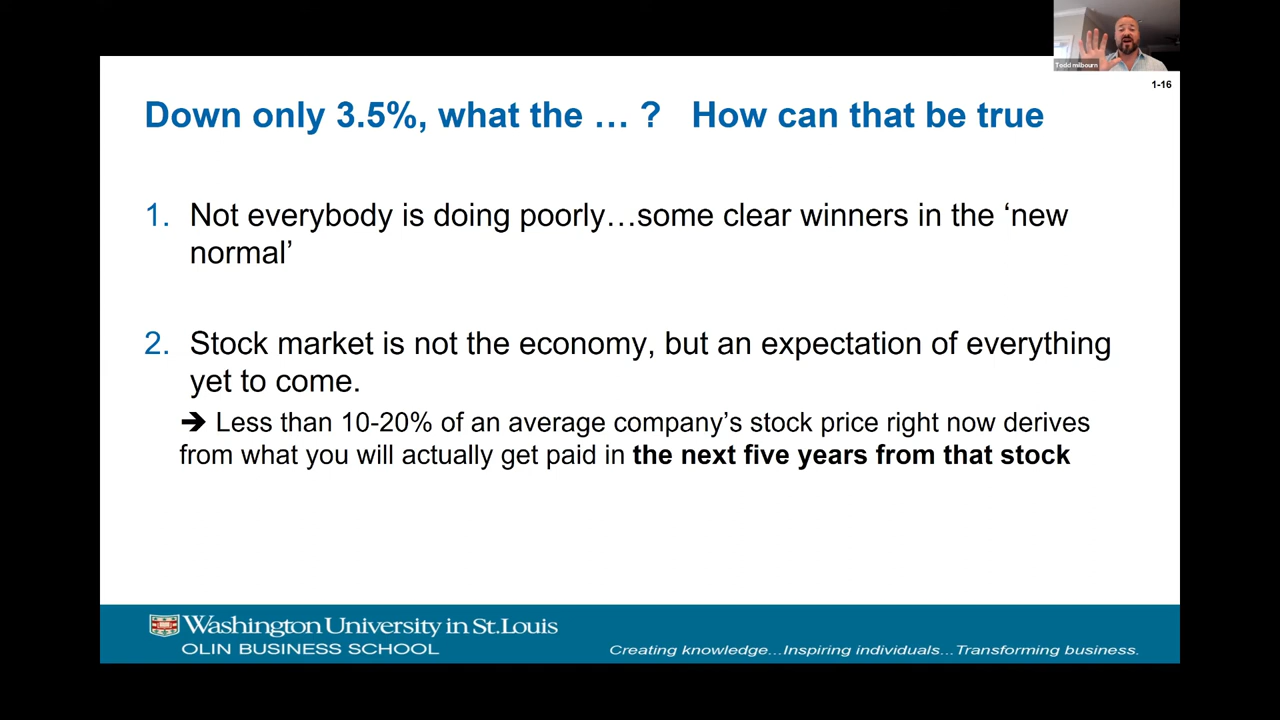 Todd milbourn
1-16
Down only 3.5%, what the … ? How can that be true
1. Not everybody is doing poorly…some clear winners in the ‘new
normal’
2. Stock market is not the economy, but an expectation of everything
yet to come.
➔ Less than 10-20% of an average company’s stock price right now derives
from what you will actually get paid in the next five years from that stock
Washington University in St. Louis
OLIN BUSINESS SCHOOL
Creating knowledge…Inspiring individuals…Transforming business.